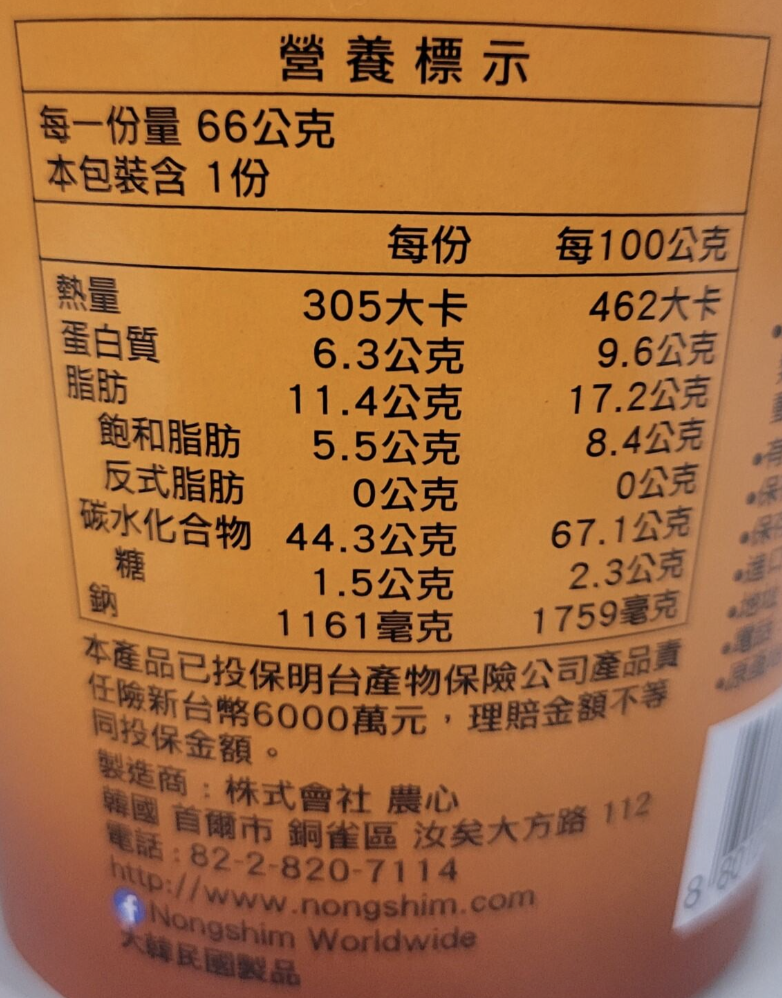 營養標示
每一份量 66公克
本包裝含 1份
每份 每100公克
熱量 305大卡 462大卡
蛋白質 6.3公克 9.6公克
脂肪 11.4公克 17.2公克
飽和脂肪 5.5公克 8.4公克
反式脂肪 0公克 0公克
碳水化合物 44.3公克 67.1公克
糖 1.5公克 2.3公克
鈉 1161毫克 1759毫克
本產品已投保明台產物保險公司產品責
任險新台幣6000萬元，理賠金額不等
同投保金額。
製造商：株式會社 農心
韓國 首爾市 銅雀區 汝矣大方路 112
電話：82-2-820-7114
http://www.nongshim.com
f Nongshim Worldwide
大韓民國製品
8 80